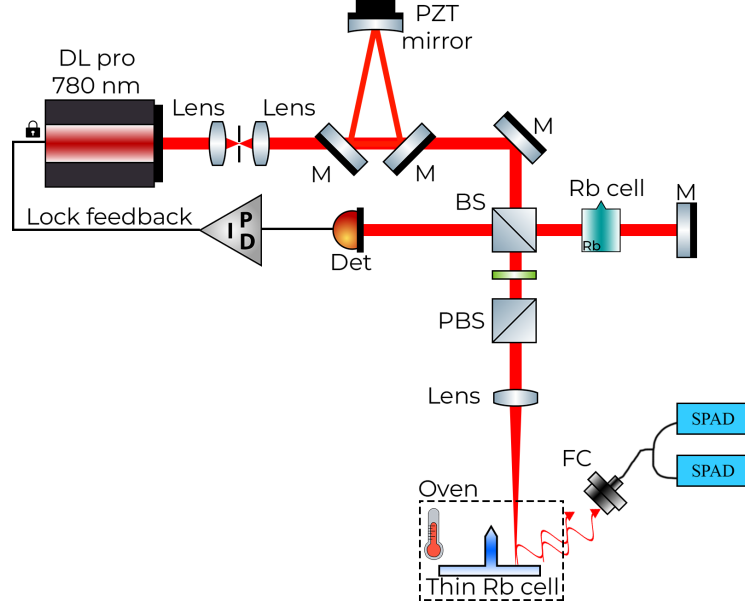 PZT
mirror
DL pro
780 nm
Lens
Lens
M
M
M
BS
Rb cell
M
Rb
Lock feedback
P
I
D
Det
PBS
Lens
SPAD
FC
SPAD
Oven
Thin Rb cell